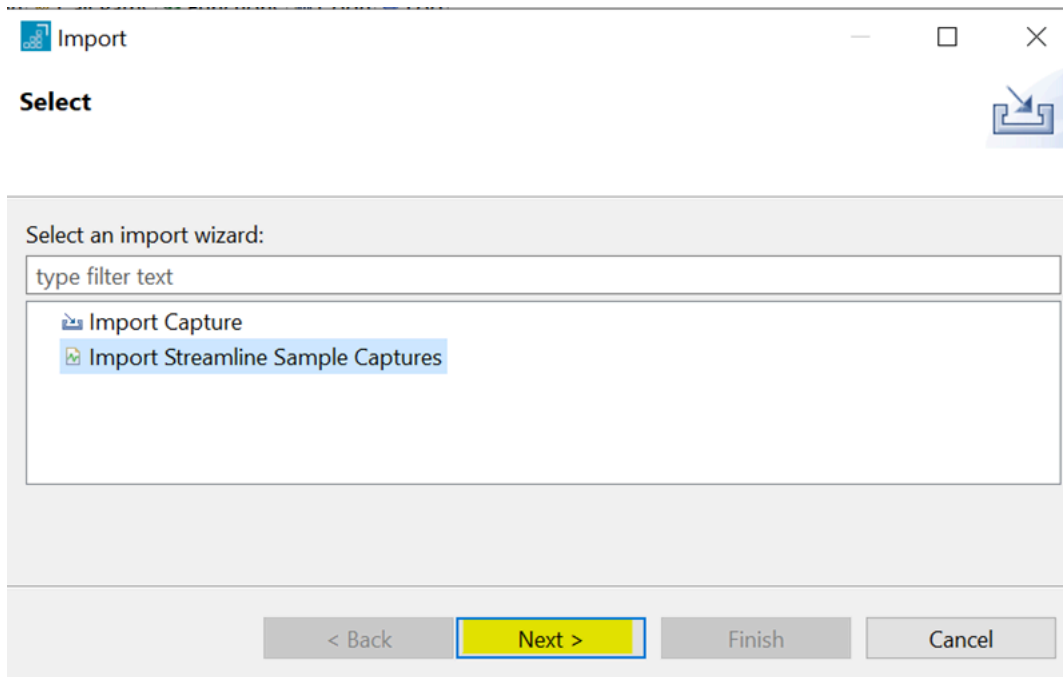 Import
Select
Select an import wizard:
type filter text
Import Capture
Import Streamline Sample Captures
< Back Next > Finish Cancel